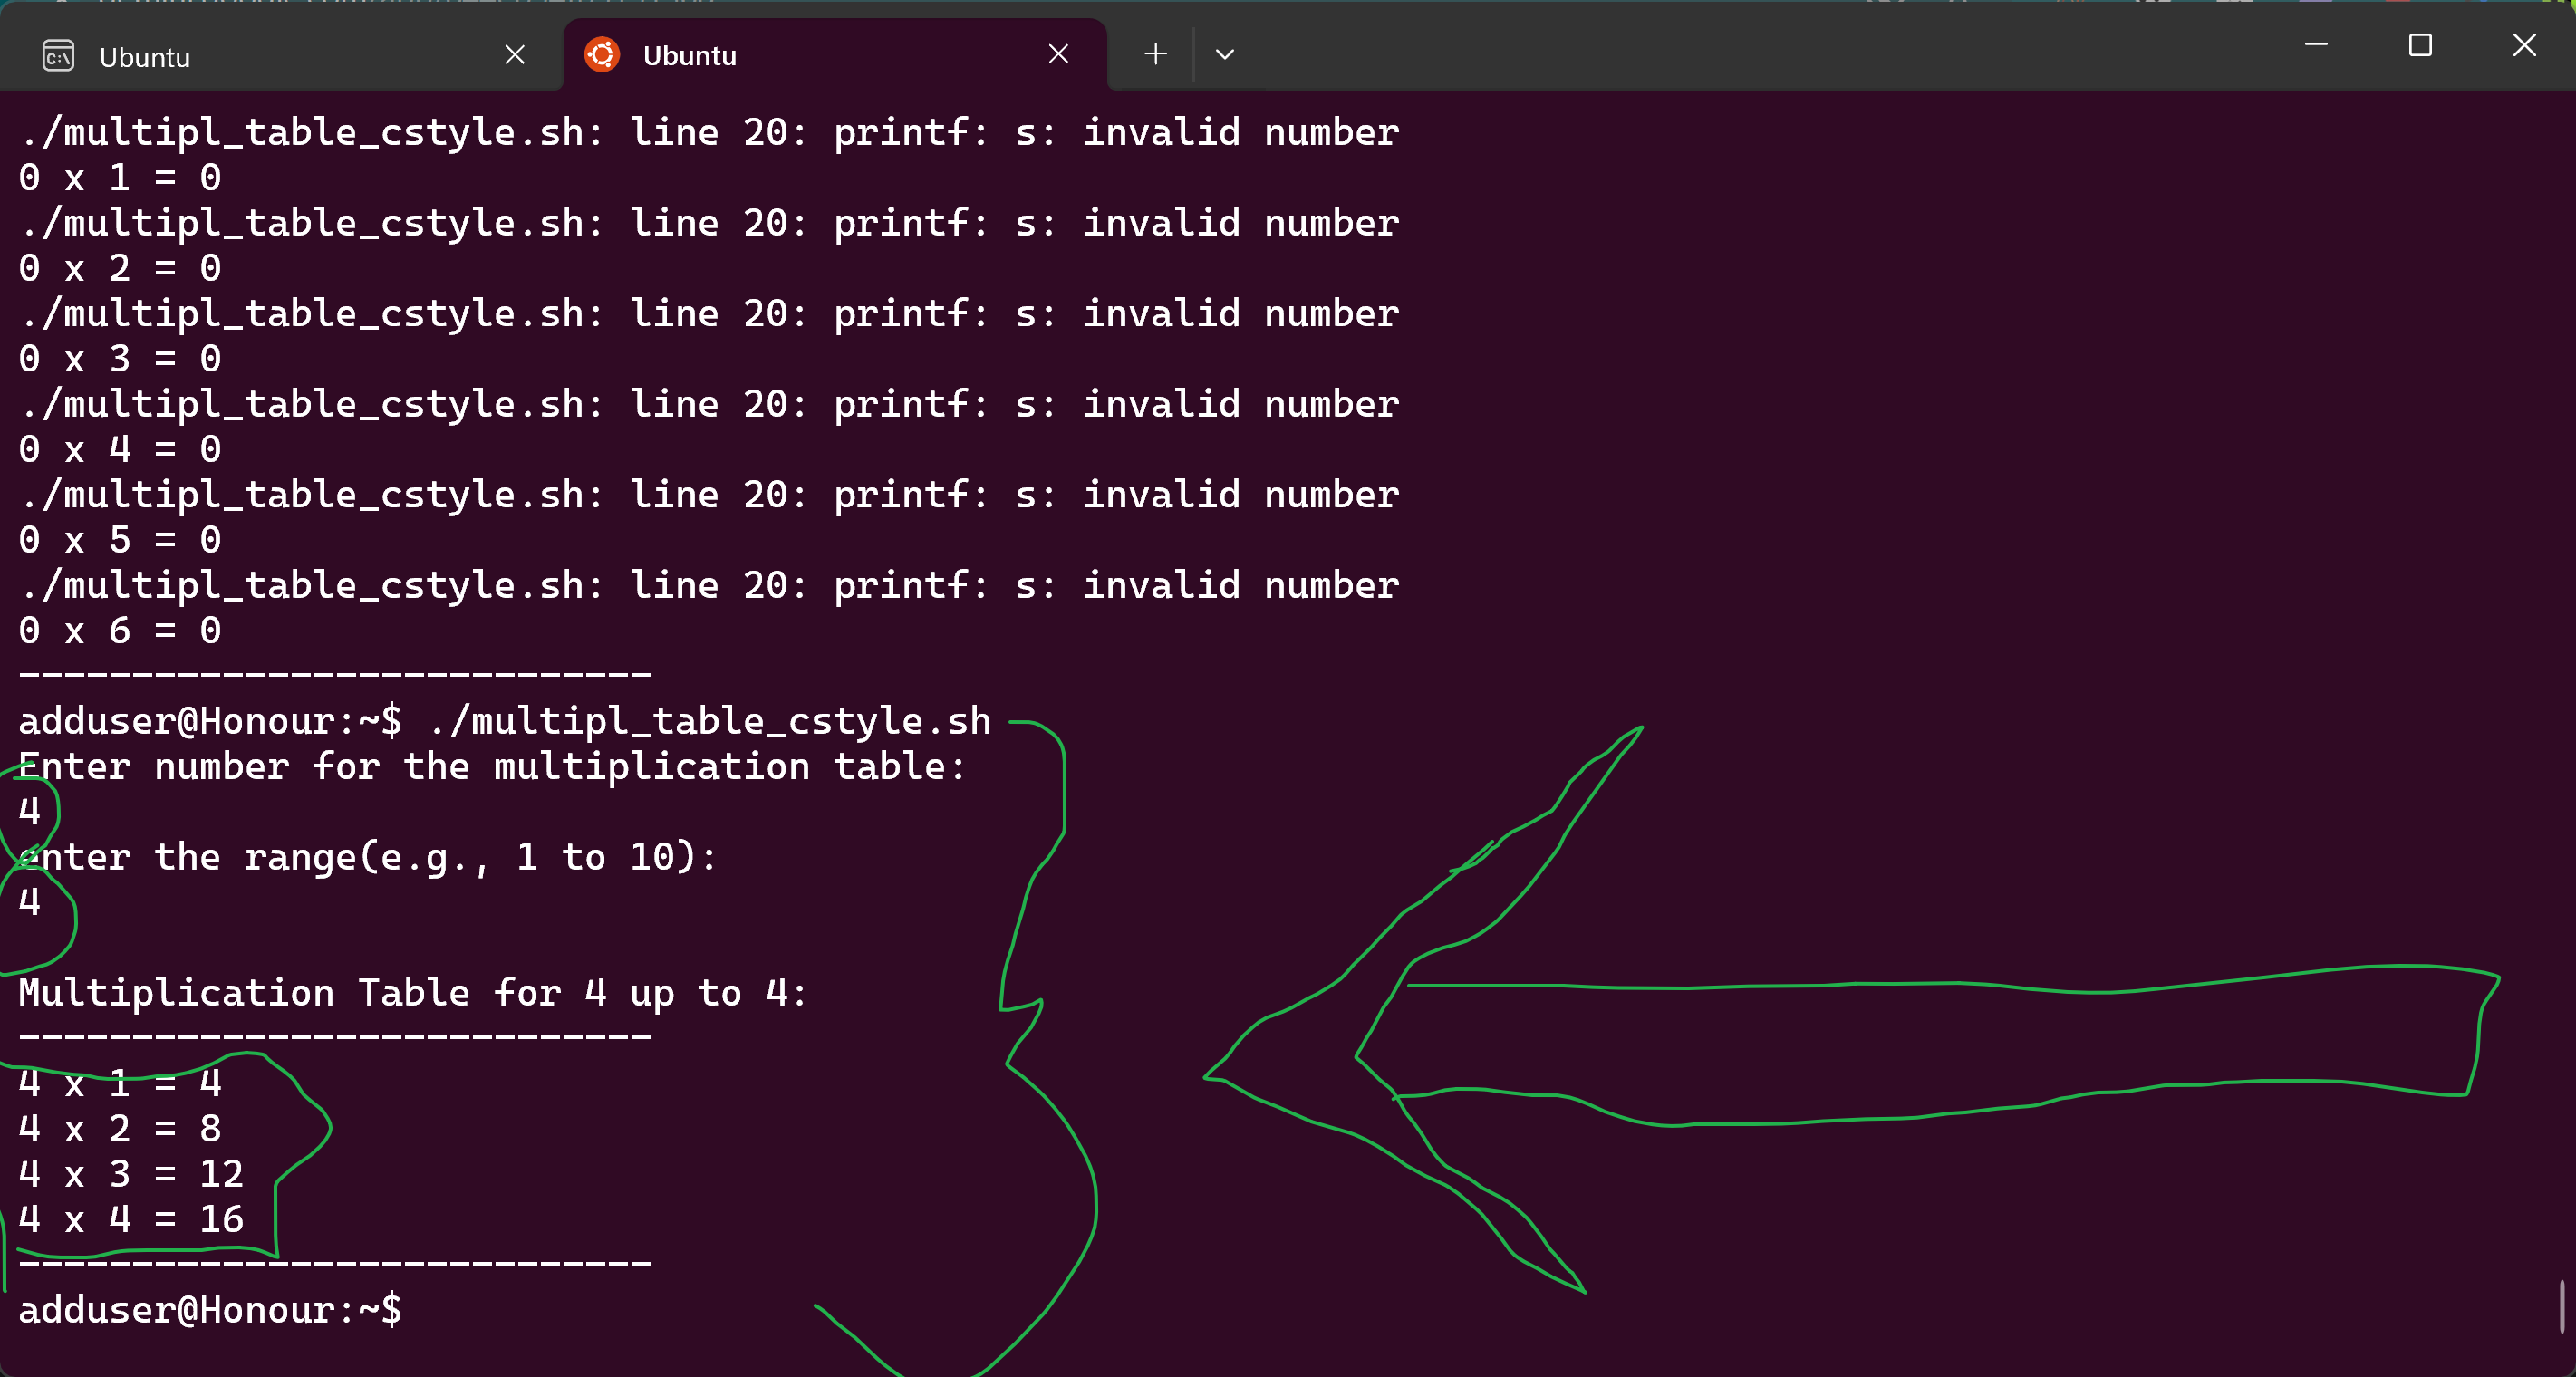 Ubuntu
Ubuntu
./multipl_table_cstyle.sh: line 20: printf: s: invalid number
0 x 1 = 0
./multipl_table_cstyle.sh: line 20: printf: s: invalid number
0 x 2 = 0
./multipl_table_cstyle.sh: line 20: printf: s: invalid number
0 x 3 = 0
./multipl_table_cstyle.sh: line 20: printf: s: invalid number
0 x 4 = 0
./multipl_table_cstyle.sh: line 20: printf: s: invalid number
0 x 5 = 0
./multipl_table_cstyle.sh: line 20: printf: s: invalid number
0 x 6 = 0
----------------------------
adduser@Honour:~$ ./multipl_table_cstyle.sh
Enter number for the multiplication table:
4
enter the range(e.g., 1 to 10):
4
Multiplication Table for 4 up to 4:
----------------------------
4 x 1 = 4
4 x 2 = 8
4 x 3 = 12
4 x 4 = 16
----------------------------
adduser@Honour:~$